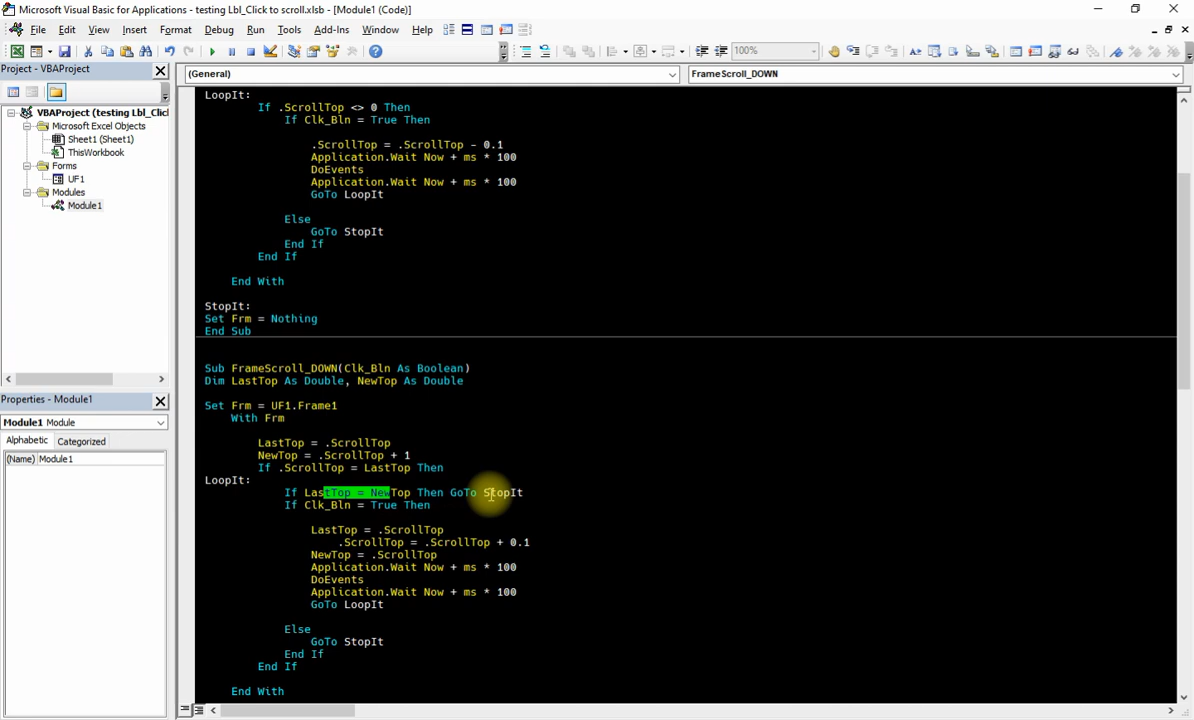 Microsoft Visual Basic for Applications - testing Lbl_Click to scroll.xlsb - [Module1 (Code)]
File Edit View Insert Format Debug Run Tools Add-Ins Window Help
100%
Project - VBAProject
(General)
FrameScroll_DOWN
VBAProject (testing Lbl_Clicl
Microsoft Excel Objects
Sheet1 (Sheet1)
ThisWorkbook
Forms
UF1
Modules
Module1
Properties - Module1
Module1 Module
Alphabetic Categorized
(Name) Module1
LoopIt:
If .ScrollTop <> 0 Then
If Clk_Bln = True Then
.ScrollTop = .ScrollTop - 0.1
Application.Wait Now + ms * 100
DoEvents
Application.Wait Now + ms * 100
GoTo LoopIt
Else
GoTo StopIt
End If
End If
End With
StopIt:
Set Frm = Nothing
End Sub
Sub FrameScroll_DOWN(Clk_Bln As Boolean)
Dim LastTop As Double, NewTop As Double
Set Frm = UF1.Frame1
With Frm
LastTop = .ScrollTop
NewTop = .ScrollTop + 1
If .ScrollTop = LastTop Then
LoopIt:
If LastTop = NewTop Then GoTo StopIt
If Clk_Bln = True Then
LastTop = .ScrollTop
.ScrollTop = .ScrollTop + 0.1
NewTop = .ScrollTop
Application.Wait Now + ms * 100
DoEvents
Application.Wait Now + ms * 100
GoTo LoopIt
Else
GoTo StopIt
End If
End If
End With